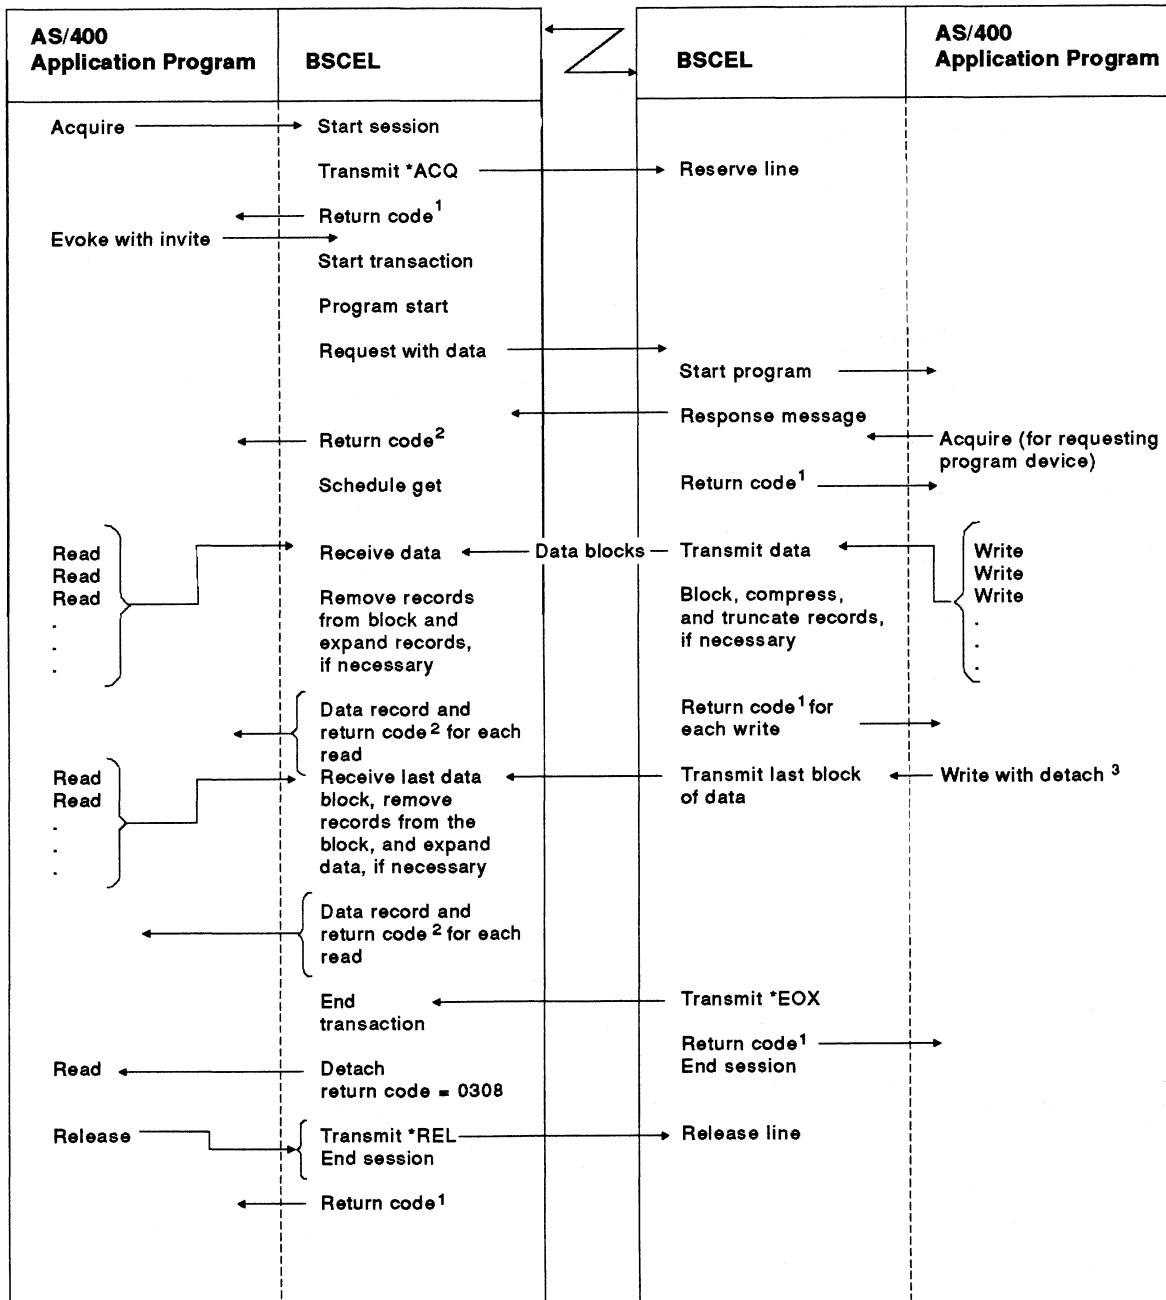 AS/400
Application Program
BSCEL
BSCEL
AS/400
Application Program
Acquire
Start session
Transmit *ACQ
Reserve line
Return code1
Evoke with invite
Start transaction
Program start
Request with data
Start program
Response message
Return code2
Acquire (for requesting
program device)
Schedule get
Return code1
Read
Read
Read
.
.
.
Receive data
Data blocks
Transmit data
Write
Write
Write
.
.
.
Remove records
from block and
expand records,
if necessary
Block, compress,
and truncate records,
if necessary
Data record and
return code2 for each
read
Return code1 for
each write
Read
Read
.
.
.
Receive last data
block, remove
records from the
block, and expand
data, if necessary
Transmit last block
of data
Write with detach 3
Data record and
return code2 for each
read
End
transaction
Transmit *EOX
Return code1
End session
Read
Detach
return code = 0308
Release
Transmit *REL
End session
Release line
Return code1